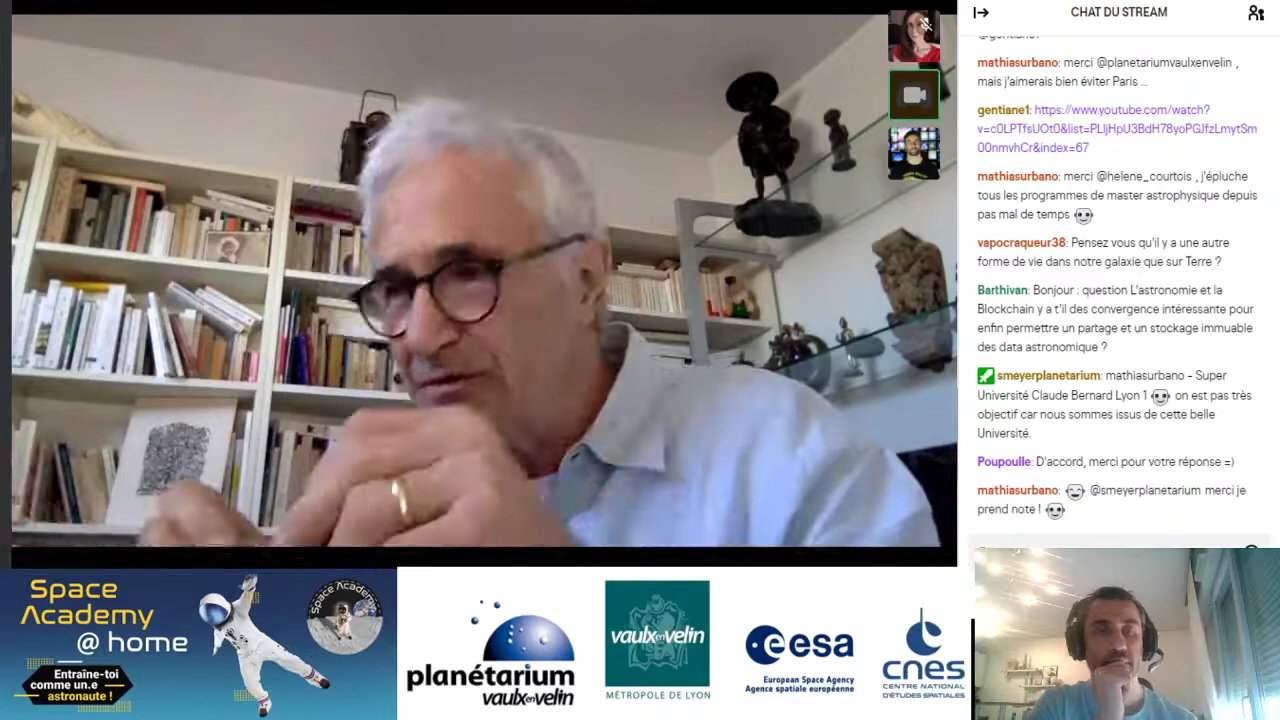 CHAT DU STREAM
mathiasurbano: merci @planetariumvaulxenvelin ,
mais j'aimerais bien éviter Paris ...
gentiane1: https://www.youtube.com/watch?
v=c0LPTfsUOt0&list=PLljHpU3BdH78yoPGJfzLmytSm
00nmvhCr&index=67
mathiasurbano: merci @helene_courtois , j'épluche
tous les programmes de master astrophysique depuis
pas mal de temps
vapocraqueur38: Pensez vous qu'il y a une autre
forme de vie dans notre galaxie que sur Terre ?
Barthivan: Bonjour : question L'astronomie et la
Blockchain y a t'il des convergence intéressante pour
enfin permettre un partage et un stockage immuable
des data astronomique ?
smeyerplanetarium: mathiasurbano - Super
Université Claude Bernard Lyon 1 on est pas très
objectif car nous sommes issus de cette belle
Université.
Poupoulle: D'accord, merci pour votre réponse =)
mathiasurbano: @smeyerplanetarium merci je
prend note !
Space
Academy
@ home
Entraîne-toi
comme un.e
astronaute !
Space Academy
planétarium
vaulxenvelin
vaulxenvelin
MÉTROPOLE DE LYON
esa
European Space Agency
Agence spatiale européenne
cnes
CENTRE NATIONAL
D'ÉTUDES SPATIALES